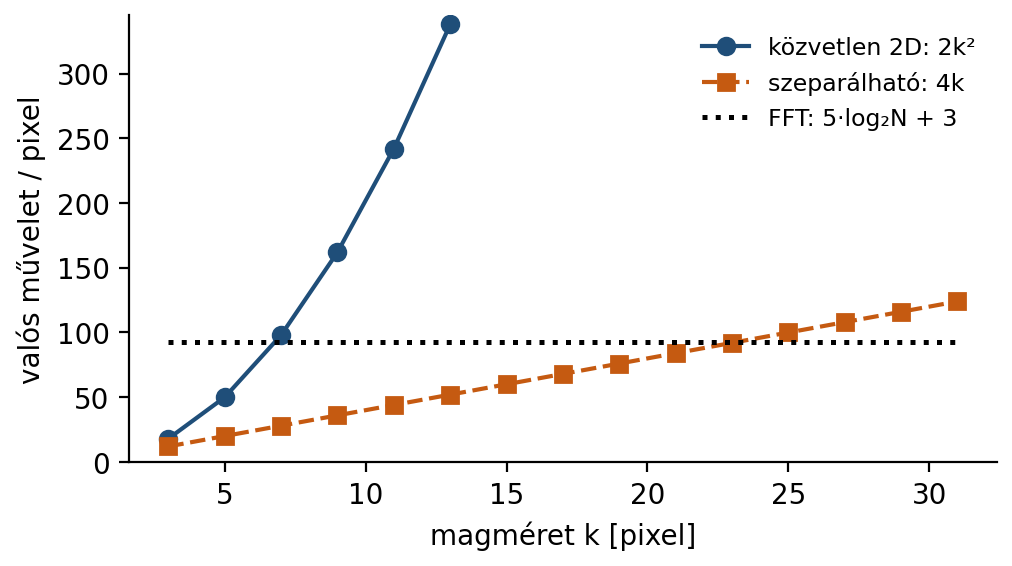 közvetlen 2D: 2k²
szeparálható: 4k
FFT: 5·log₂N + 3
valós művelet / pixel
300
250
200
150
100
50
0
5 10 15 20 25 30
magméret k [pixel]